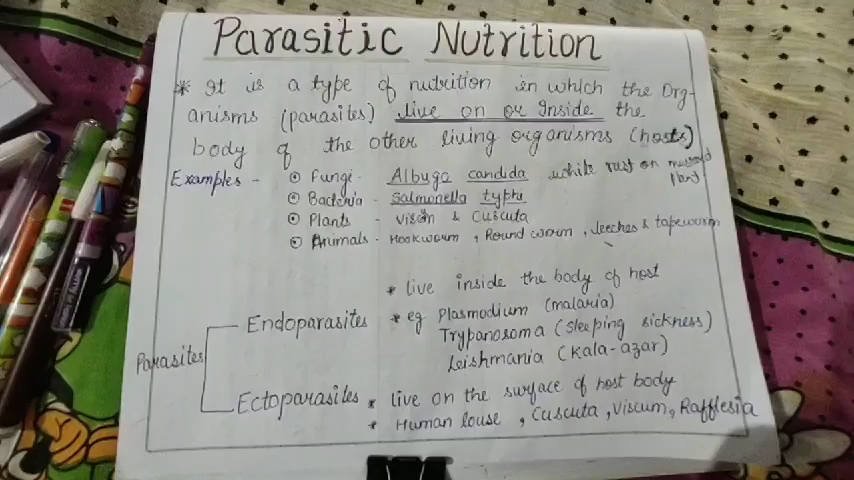 Parasitic Nutrition
* It is a type of nutrition in which the Org-
anisms (parasites) live on or Inside the
body of the other living organisms (hosts)
Examples -
⊙ Fungi - Albugo candida white rust on mustard
plant
⊙ Bacteria - Salmonella typhi
⊙ Plants - & Cuscuta
⊙ Animals - Hookworm, Round worm, leeches & tapeworm
* live inside the body of host
Endoparasites * eg Plasmodium (malaria)
Trypanosoma (sleeping sickness)
Leishmania (Kala-azar)
Parasites
Ectoparasites * live on the surface of host body
* Human louse, Cuscuta, Viscum, Rafflesia